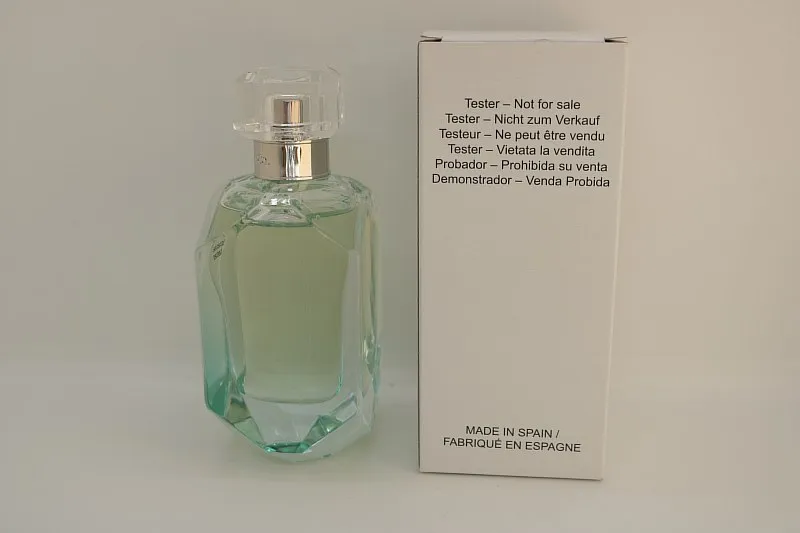 Tester – Not for sale
Tester – Nicht zum Verkauf
Testeur – Ne peut être vendu
Tester – Vietata la vendita
Probador – Prohibida su venta
Demonstrador – Venda Probida
MADE IN SPAIN /
FABRIQUÉ EN ESPAGNE